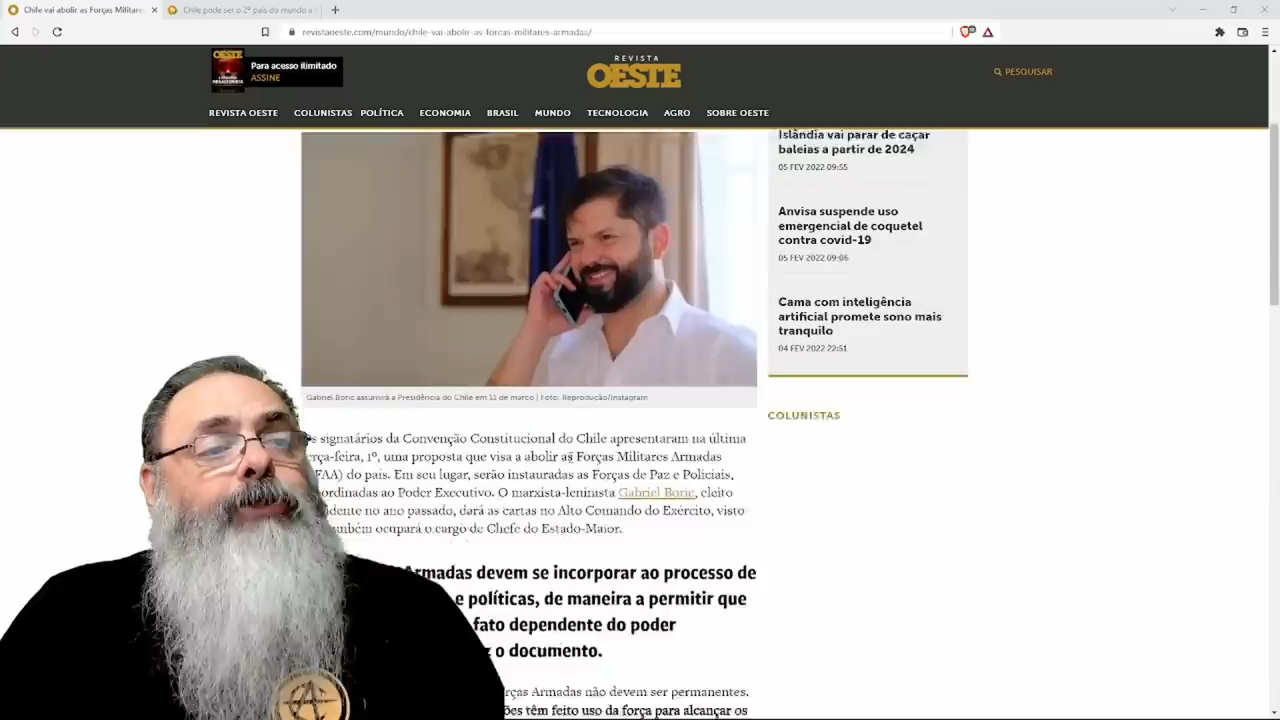 Chile vai abolir as Forças Militares
Chile pode ser o 2º país do mundo a
revistaoeste.com/mundo/chile-vai-abolir-as-forcas-militares-armadas/
OESTE
Para acesso ilimitado
ASSINE
REVISTA
OESTE
PESQUISAR
REVISTA OESTE COLUNISTAS POLÍTICA ECONOMIA BRASIL MUNDO TECNOLOGIA AGRO SOBRE OESTE
Islândia vai parar de caçar
baleias a partir de 2024
05 FEV 2022 09:55
Anvisa suspende uso
emergencial de coquetel
contra covid-19
05 FEV 2022 09:06
Cama com inteligência
artificial promete sono mais
tranquilo
04 FEV 2022 22:51
COLUNISTAS
Gabriel Boric assumirá a Presidência do Chile em 11 de março | Foto: Reprodução/Instagram
s signatários da Convenção Constitucional do Chile apresentaram na última
rça-feira, 1º, uma proposta que visa a abolir as Forças Militares Armadas
FAA) do país. Em seu lugar, serão instauradas as Forças de Paz e Policiais,
ordinadas ao Poder Executivo. O marxista-leninista Gabriel Boric, eleito
idente no ano passado, dará as cartas no Alto Comando do Exército, visto
ambém ocupará o cargo de Chefe do Estado-Maior.
Armadas devem se incorporar ao processo de
e políticas, de maneira a permitir que
fato dependente do poder
z o documento.
rças Armadas não devem ser permanentes.
ões têm feito uso da força para alcançar os